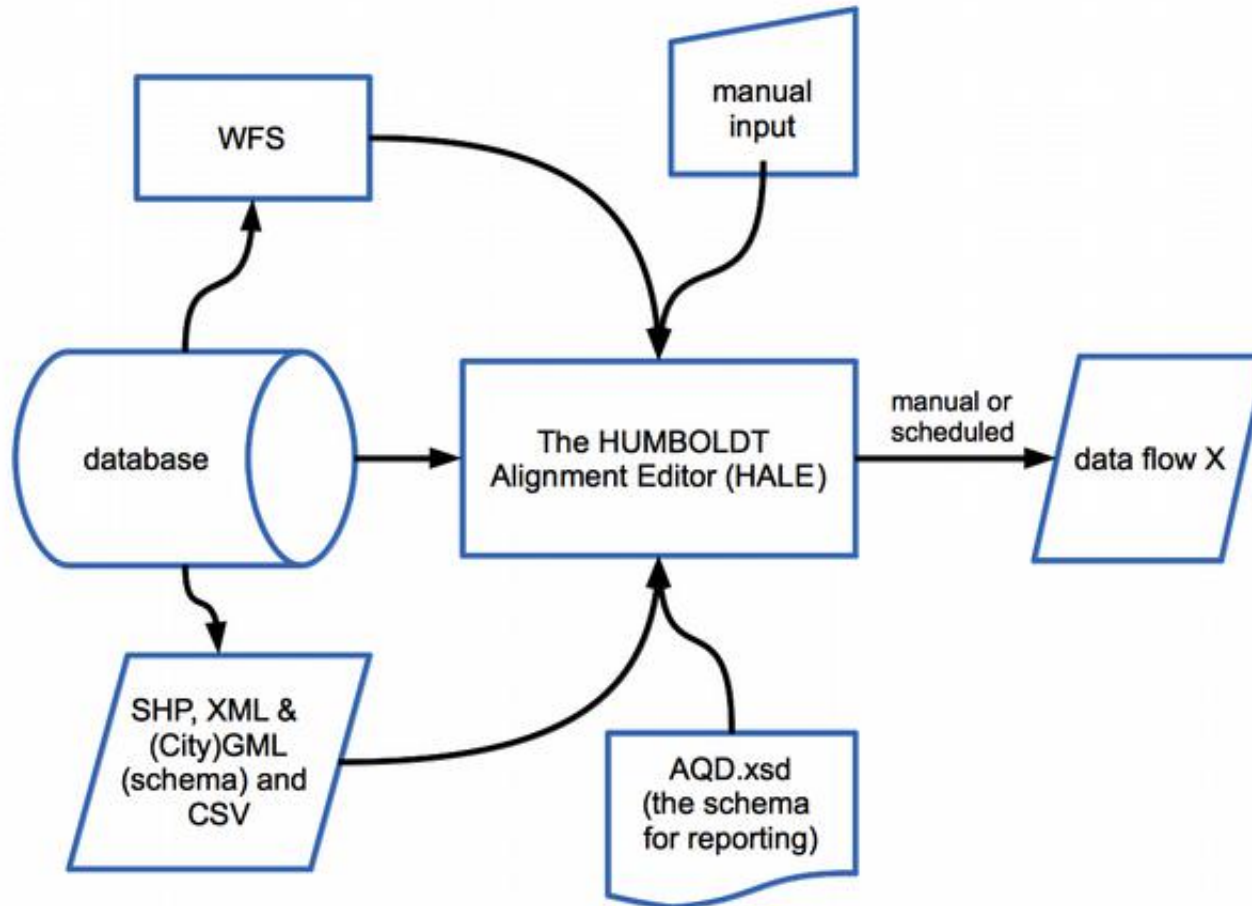 WFS
manual
input
database
The HUMBOLDT
Alignment Editor (HALE)
manual or
scheduled
data flow X
SHP, XML &
(City)GML
(schema) and
CSV
AQD.xsd
(the schema
for reporting)